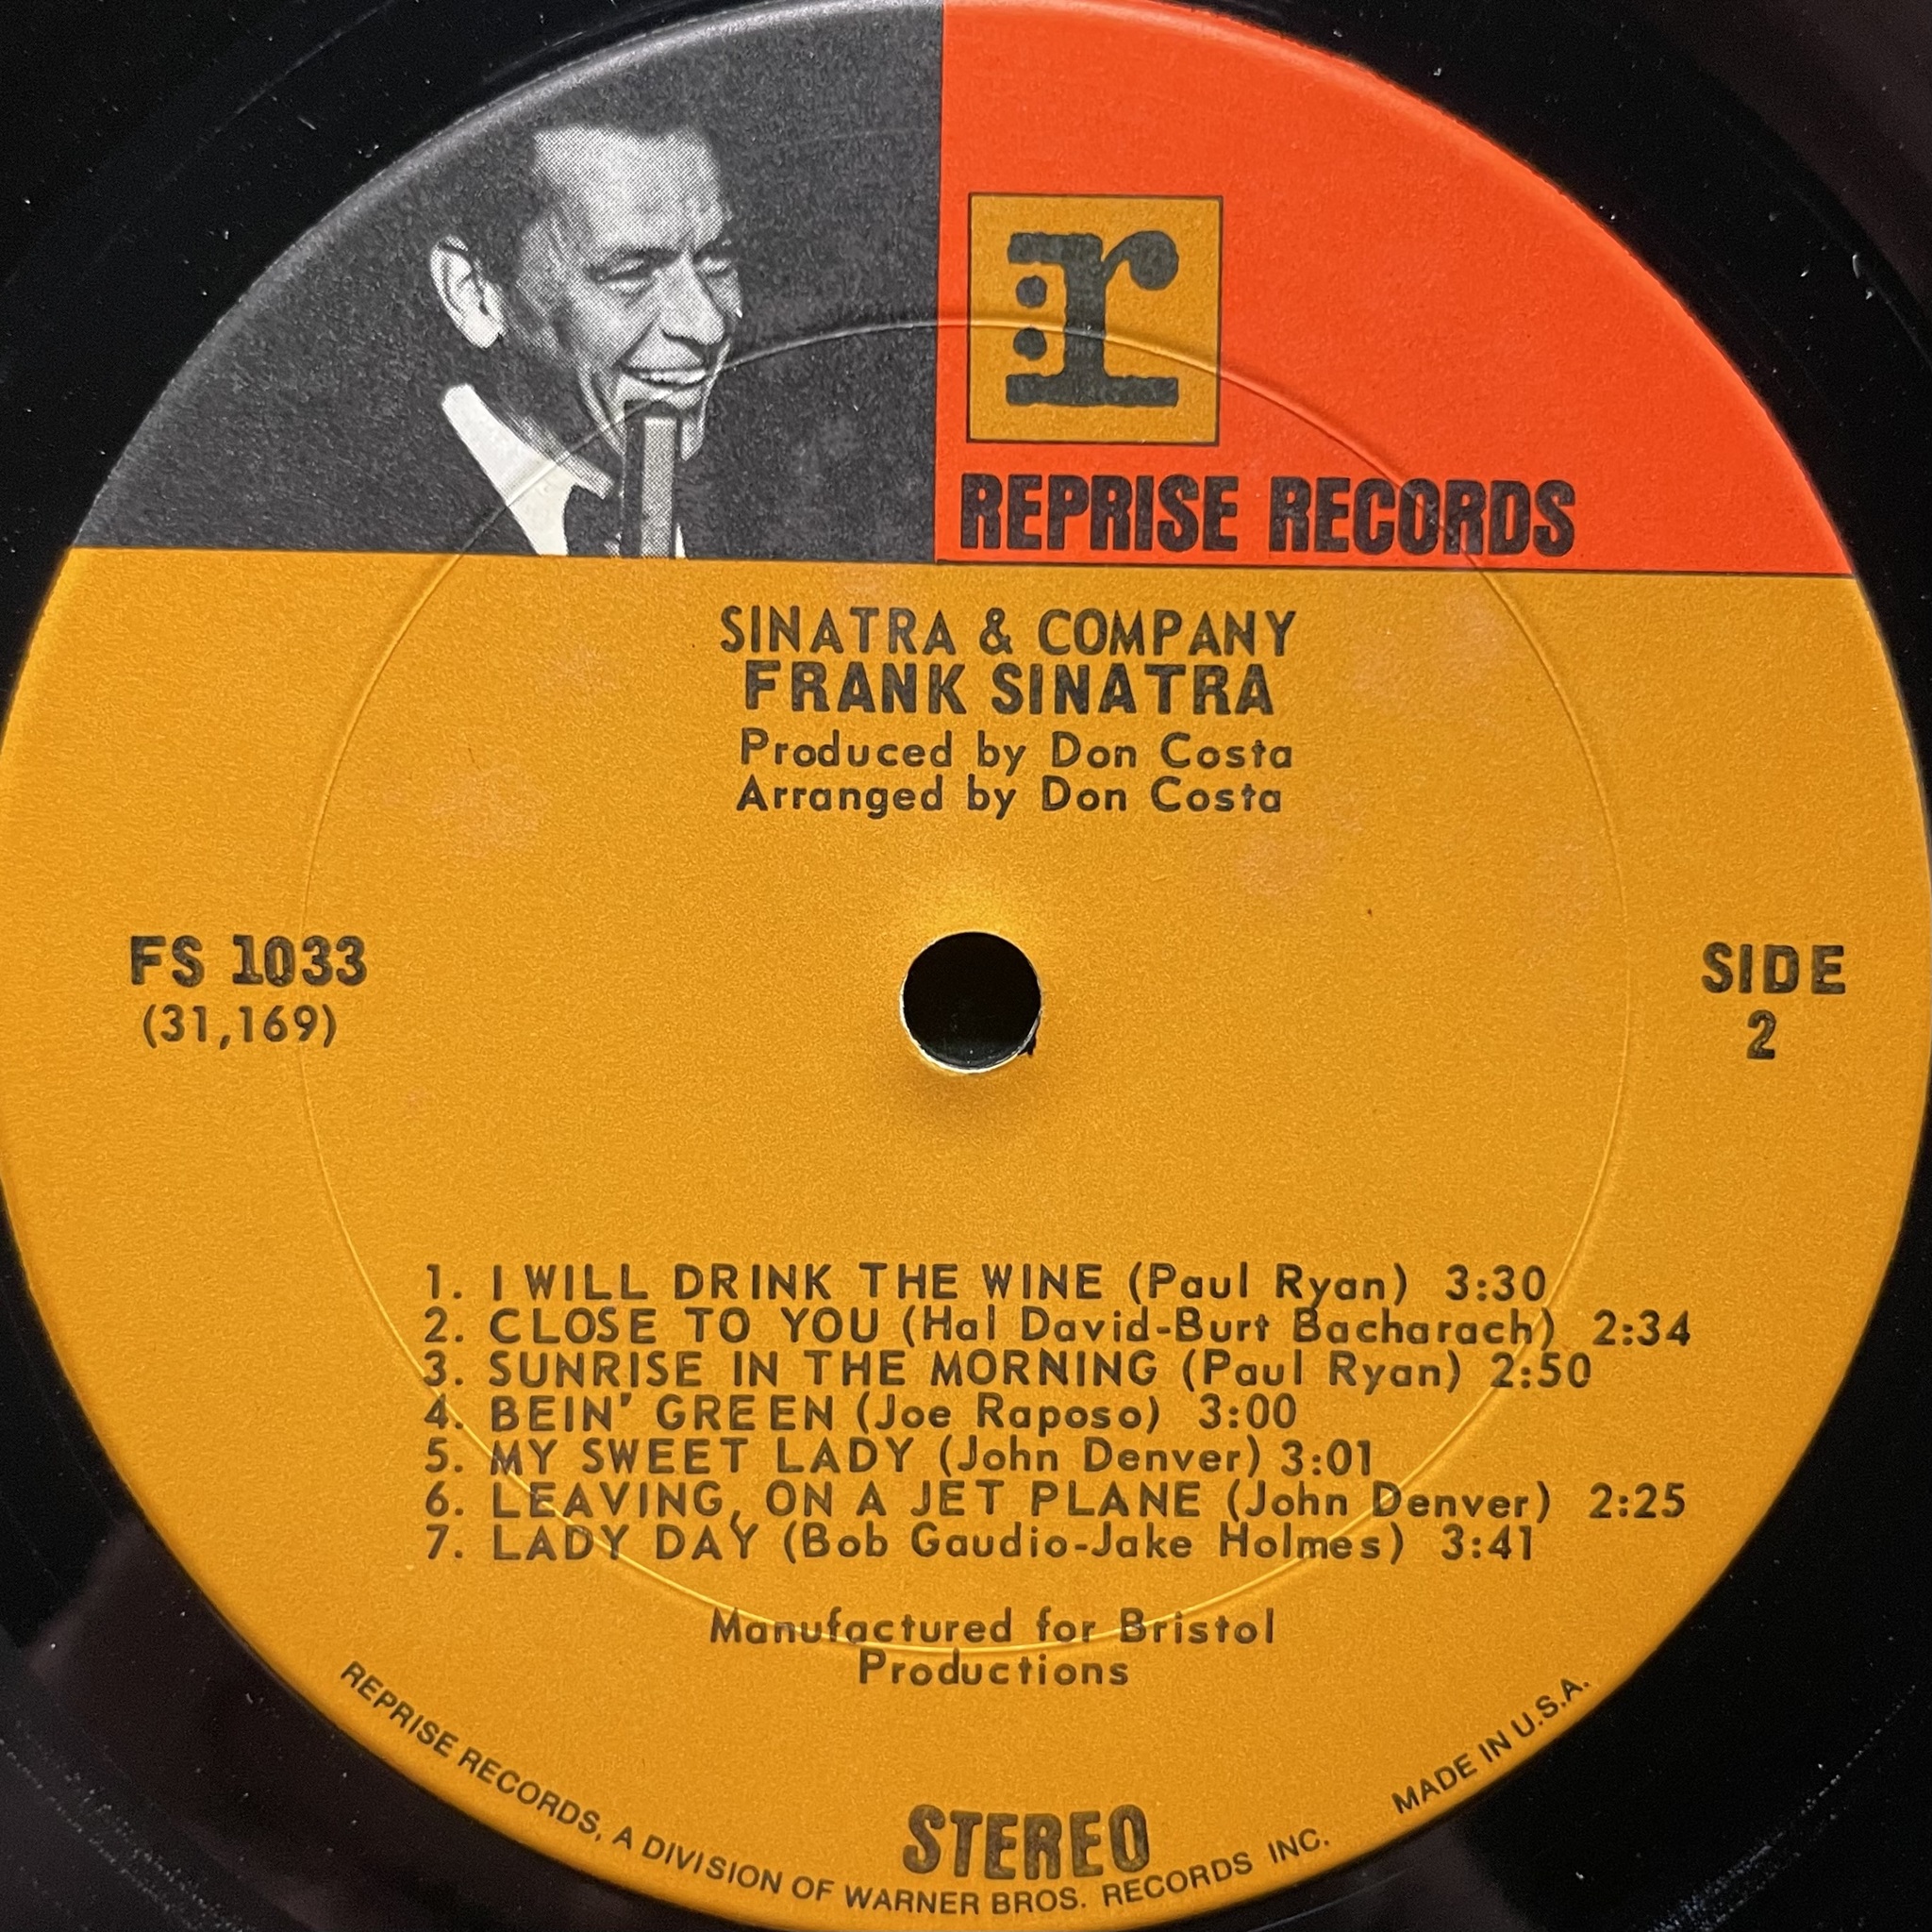 r:
REPRISE RECORDS
SINATRA & COMPANY
FRANK SINATRA
Produced by Don Costa
Arranged by Don Costa
FS 1033
(31,169)
SIDE
2
1. I WILL DRINK THE WINE (Paul Ryan) 3:30
2. CLOSE TO YOU (Hal David-Burt Bacharach) 2:34
3. SUNRISE IN THE MORNING (Paul Ryan) 2:50
4. BEIN' GREEN (Joe Raposo) 3:00
5. MY SWEET LADY (John Denver) 3:01
6. LEAVING, ON A JET PLANE (John Denver) 2:25
7. LADY DAY (Bob Gaudio-Jake Holmes) 3:41
Manufactured for Bristol
Productions
STEREO
REPRISE RECORDS, A DIVISION OF WARNER BROS. RECORDS INC. MADE IN U.S.A.